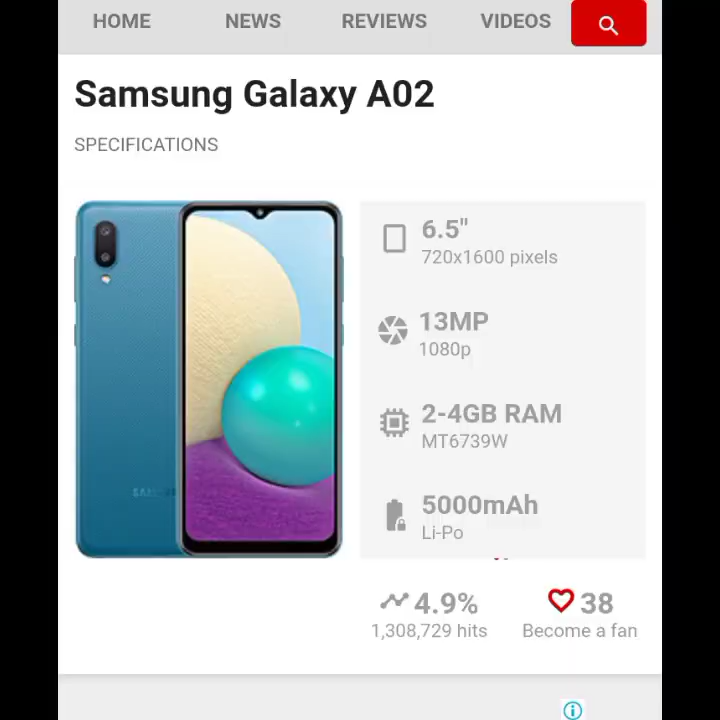 HOME NEWS REVIEWS VIDEOS
Samsung Galaxy A02
SPECIFICATIONS
6.5"
720x1600 pixels
13MP
1080p
2-4GB RAM
MT6739W
5000mAh
Li-Po
4.9% 38
1,308,729 hits Become a fan